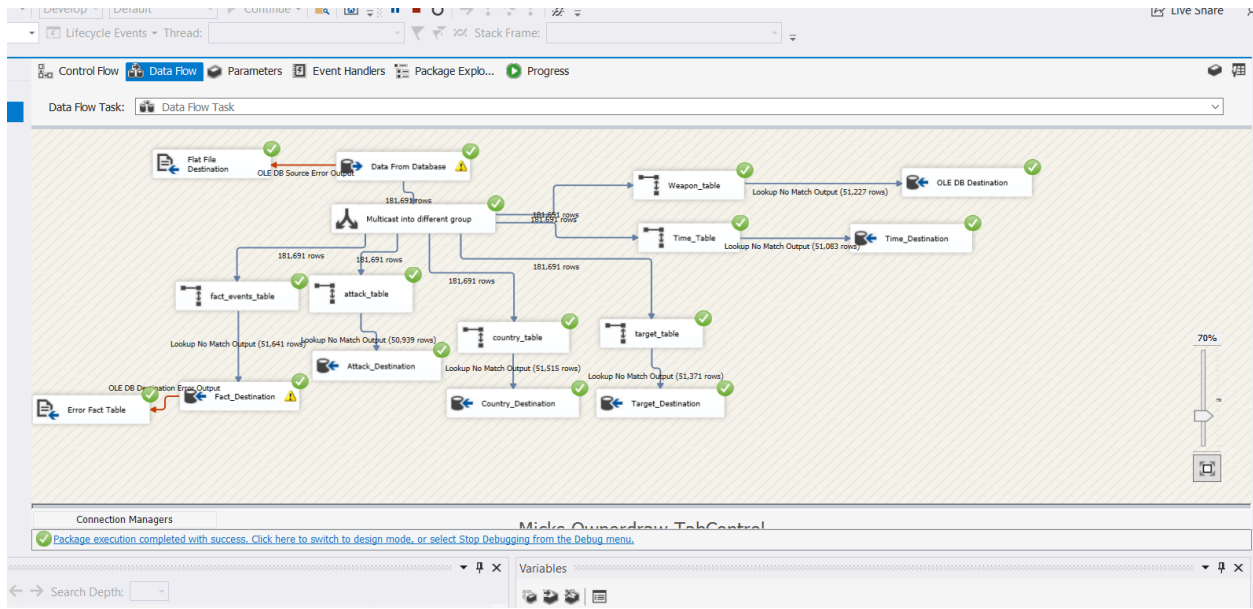 Develop Default Continue Live Share
Lifecycle Events Thread: Stack Frame:
Control Flow Data Flow Parameters Event Handlers Package Explo... Progress
Data Flow Task: Data Flow Task
Flat File
Destination
OLE DB Source Error Output
Data From Database
181,691 rows
Multicast into different group
181,691 rows
181,691 rows
Weapon_table
Lookup No Match Output (51,227 rows)
OLE DB Destination
Time_Table
Lookup No Match Output (51,083 rows)
Time_Destination
181,691 rows
181,691 rows
181,691 rows
181,691 rows
fact_events_table
attack_table
country_table
target_table
Lookup No Match Output (51,641 rows)
Lookup No Match Output (50,939 rows)
Lookup No Match Output (51,515 rows)
Lookup No Match Output (51,371 rows)
Attack_Destination
OLE DB Destination Error Output
Error Fact Table
Fact_Destination
Country_Destination
Target_Destination
70%
Connection Managers
Micks Ownerdraw TabControl
Package execution completed with success. Click here to switch to design mode, or select Stop Debugging from the Debug menu.
Variables
Search Depth: